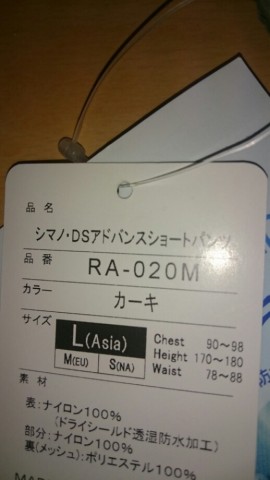 品名
シマノ・DSアドバンスショートパンツ
品番 RA-020M
カラー カーキ
サイズ
L(Asia)
M(EU) S(NA)
Chest 90～98
Height 170～180
Waist 78～88
素材
表:ナイロン100%
(ドライシールド透湿防水加工)
部分:ナイロン100%
裏(メッシュ):ポリエステル100%